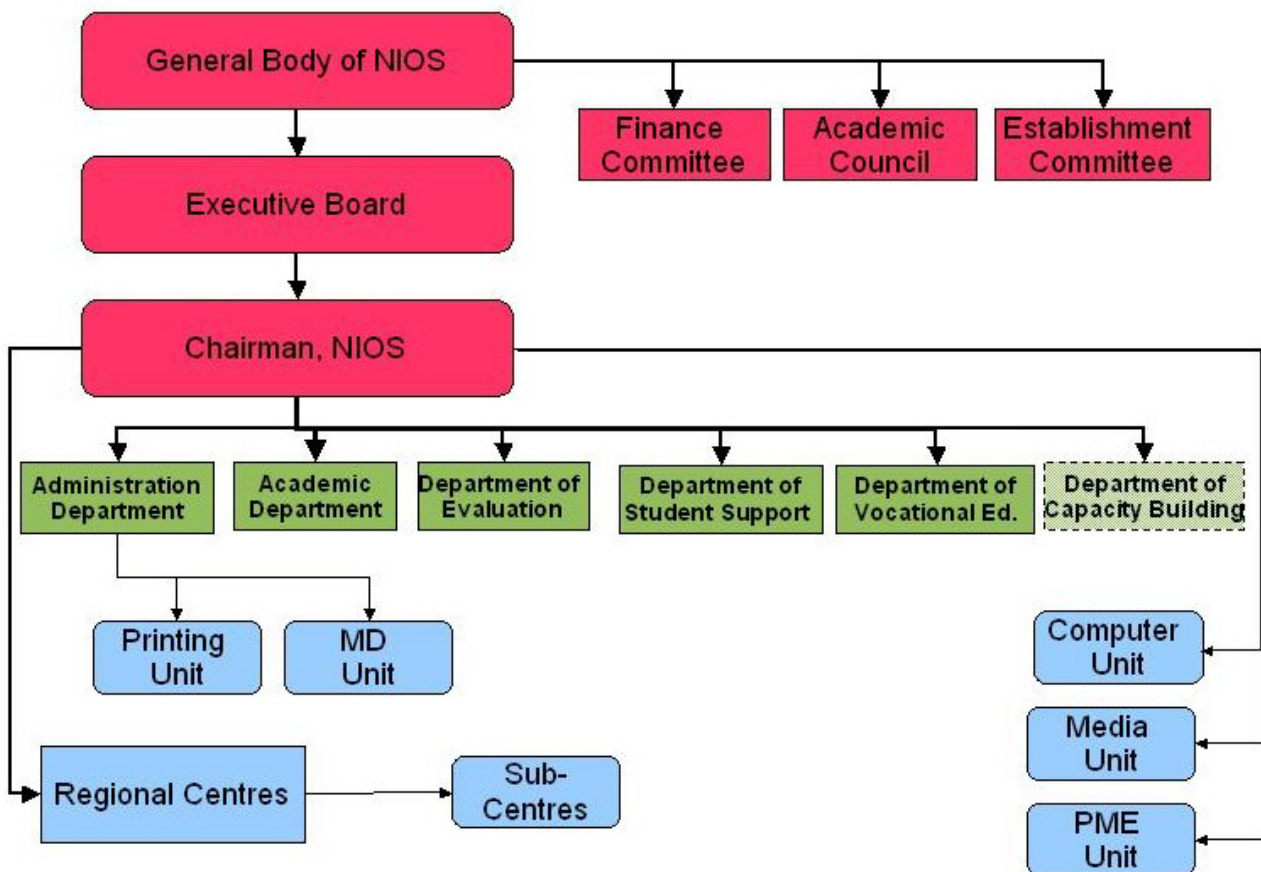 General Body of NIOS
Finance
Committee
Academic
Council
Establishment
Committee
Executive Board
Chairman, NIOS
Administration
Department
Academic
Department
Department of
Evaluation
Department of
Student Support
Department of
Vocational Ed.
Department of
Capacity Building
Printing
Unit
MD
Unit
Computer
Unit
Media
Unit
Regional Centres
Sub-
Centres
PME
Unit